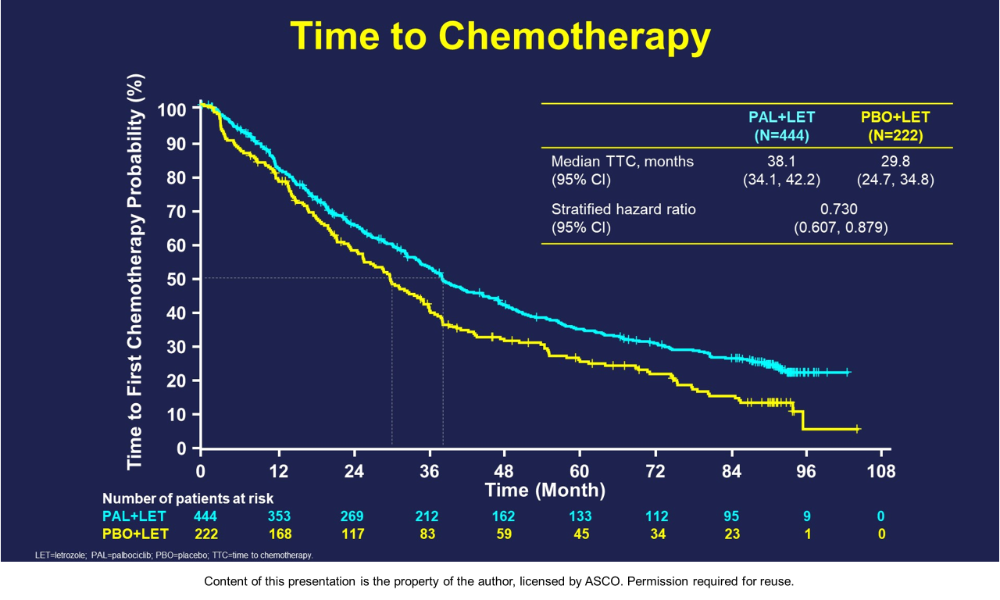 Time to Chemotherapy
Time to First Chemotherapy Probability (%)
100
90
80
70
60
50
40
30
20
10
0
PAL+LET PBO+LET
(N=444) (N=222)
Median TTC, months 38.1 29.8
(95% CI) (34.1, 42.2) (24.7, 34.8)
Stratified hazard ratio 0.730
(95% CI) (0.607, 0.879)
0 12 24 36 48 60 72 84 96 108
Time (Month)
Number of patients at risk
PAL+LET 444 353 269 212 162 133 112 95 9 0
PBO+LET 222 168 117 83 59 45 34 23 1 0
LET=letrozole; PAL=palbociclib; PBO=placebo; TTC=time to chemotherapy.
Content of this presentation is the property of the author, licensed by ASCO. Permission required for reuse.